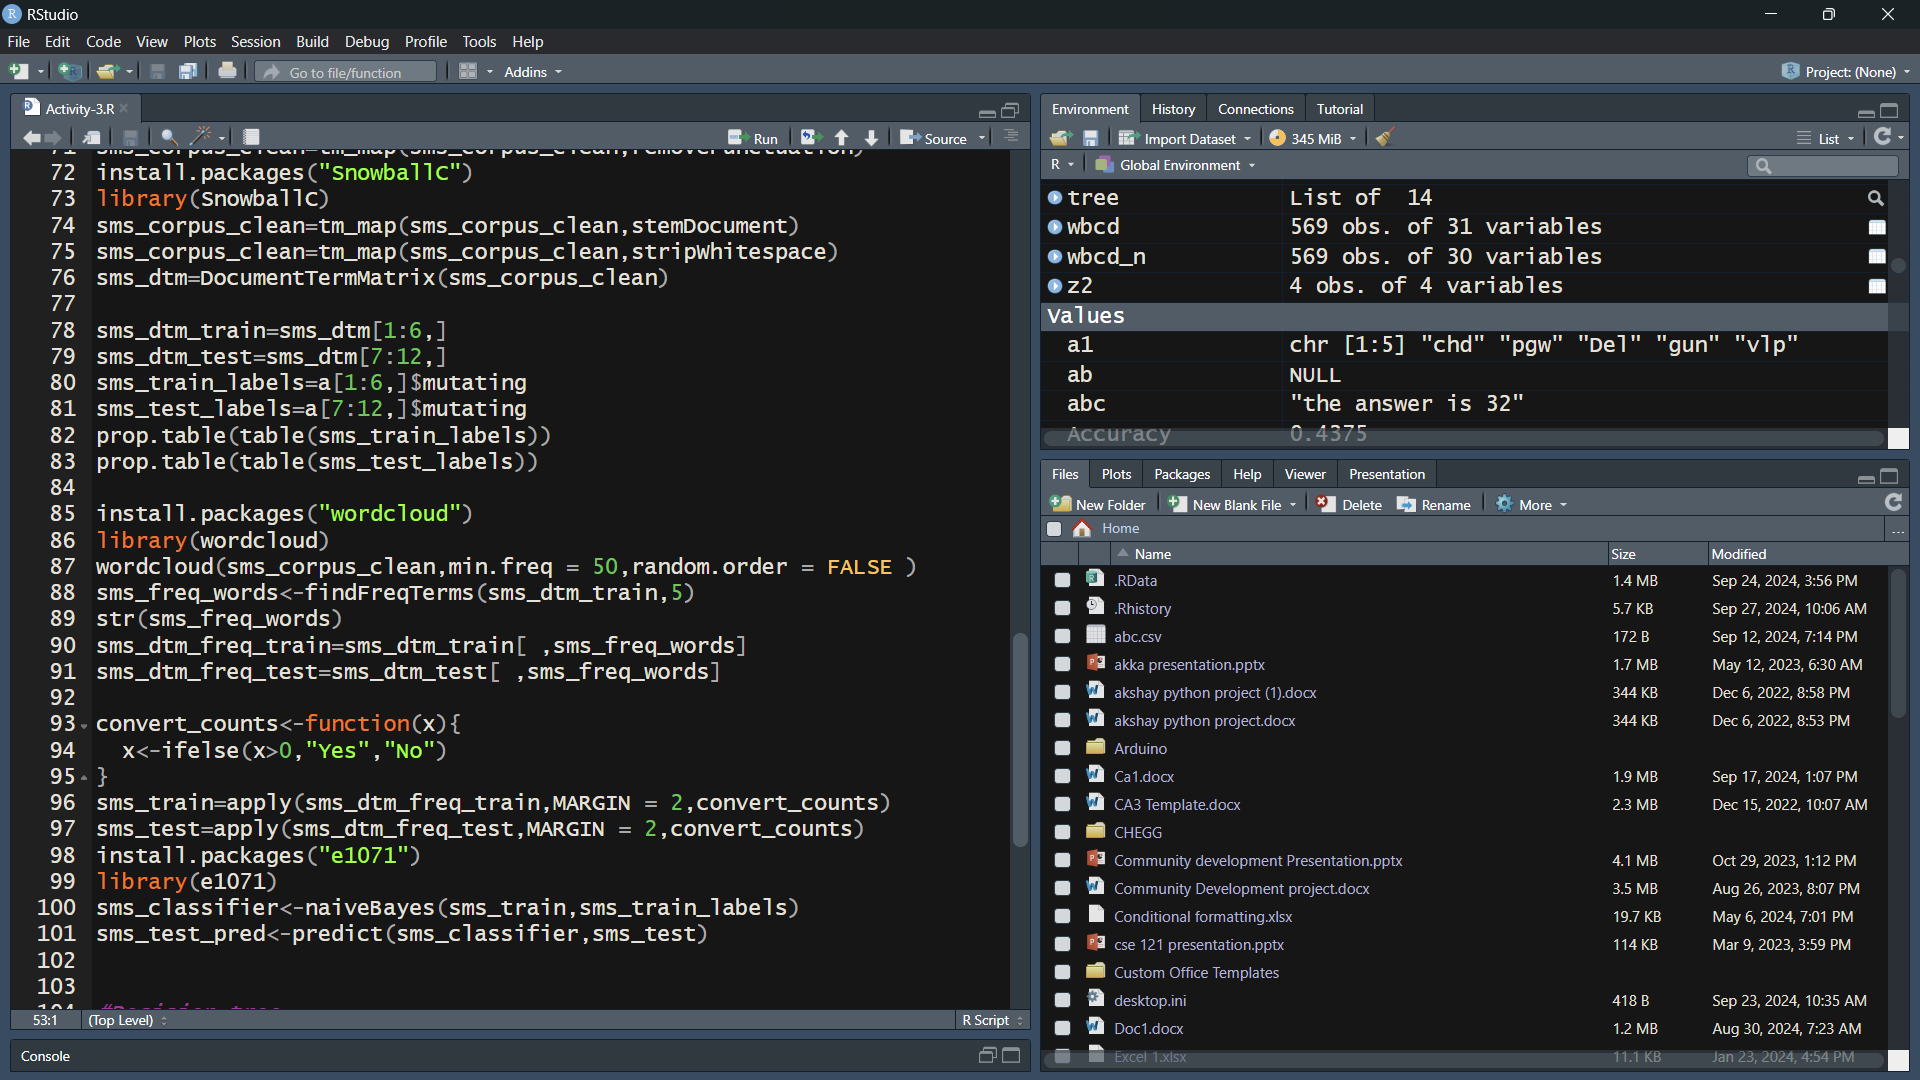 RStudio
File Edit Code View Plots Session Build Debug Profile Tools Help
Go to file/function Addins Project: (None)
Activity-3.R
Run Source
71 sms_corpus_clean=tm_map(sms_corpus_clean,removePunctuation)
72 install.packages("SnowballC")
73 library(SnowballC)
74 sms_corpus_clean=tm_map(sms_corpus_clean,stemDocument)
75 sms_corpus_clean=tm_map(sms_corpus_clean,stripWhitespace)
76 sms_dtm=DocumentTermMatrix(sms_corpus_clean)
77
78 sms_dtm_train=sms_dtm[1:6,]
79 sms_dtm_test=sms_dtm[7:12,]
80 sms_train_labels=a[1:6,]$mutating
81 sms_test_labels=a[7:12,]$mutating
82 prop.table(table(sms_train_labels))
83 prop.table(table(sms_test_labels))
84
85 install.packages("wordcloud")
86 library(wordcloud)
87 wordcloud(sms_corpus_clean,min.freq = 50,random.order = FALSE )
88 sms_freq_words<-findFreqTerms(sms_dtm_train,5)
89 str(sms_freq_words)
90 sms_dtm_freq_train=sms_dtm_train[ ,sms_freq_words]
91 sms_dtm_freq_test=sms_dtm_test[ ,sms_freq_words]
92
93 convert_counts<-function(x){
94 x<-ifelse(x>0,"Yes","No")
95 }
96 sms_train=apply(sms_dtm_freq_train,MARGIN = 2,convert_counts)
97 sms_test=apply(sms_dtm_freq_test,MARGIN = 2,convert_counts)
98 install.packages("e1071")
99 library(e1071)
100 sms_classifier<-naiveBayes(sms_train,sms_train_labels)
101 sms_test_pred<-predict(sms_classifier,sms_test)
102
103
104 #Decision tree
53:1 (Top Level) R Script
Console
Environment History Connections Tutorial
Import Dataset 345 MiB List
R Global Environment
tree List of 14
wbcd 569 obs. of 31 variables
wbcd_n 569 obs. of 30 variables
z2 4 obs. of 4 variables
Values
a1 chr [1:5] "chd" "pgw" "Del" "gun" "vlp"
ab NULL
abc "the answer is 32"
Accuracy 0.4375
Files Plots Packages Help Viewer Presentation
New Folder New Blank File Delete Rename More
Home ...
Name Size Modified
.RData 1.4 MB Sep 24, 2024, 3:56 PM
.Rhistory 5.7 KB Sep 27, 2024, 10:06 AM
abc.csv 172 B Sep 12, 2024, 7:14 PM
akka presentation.pptx 1.7 MB May 12, 2023, 6:30 AM
akshay python project (1).docx 344 KB Dec 6, 2022, 8:58 PM
akshay python project.docx 344 KB Dec 6, 2022, 8:53 PM
Arduino
Ca1.docx 1.9 MB Sep 17, 2024, 1:07 PM
CA3 Template.docx 2.3 MB Dec 15, 2022, 10:07 AM
CHEGG
Community development Presentation.pptx 4.1 MB Oct 29, 2023, 1:12 PM
Community Development project.docx 3.5 MB Aug 26, 2023, 8:07 PM
Conditional formatting.xlsx 19.7 KB May 6, 2024, 7:01 PM
cse 121 presentation.pptx 114 KB Mar 9, 2023, 3:59 PM
Custom Office Templates
desktop.ini 418 B Sep 23, 2024, 10:35 AM
Doc1.docx 1.2 MB Aug 30, 2024, 7:23 AM
Excel 1.xlsx 11.1 KB Jan 23, 2024, 4:54 PM